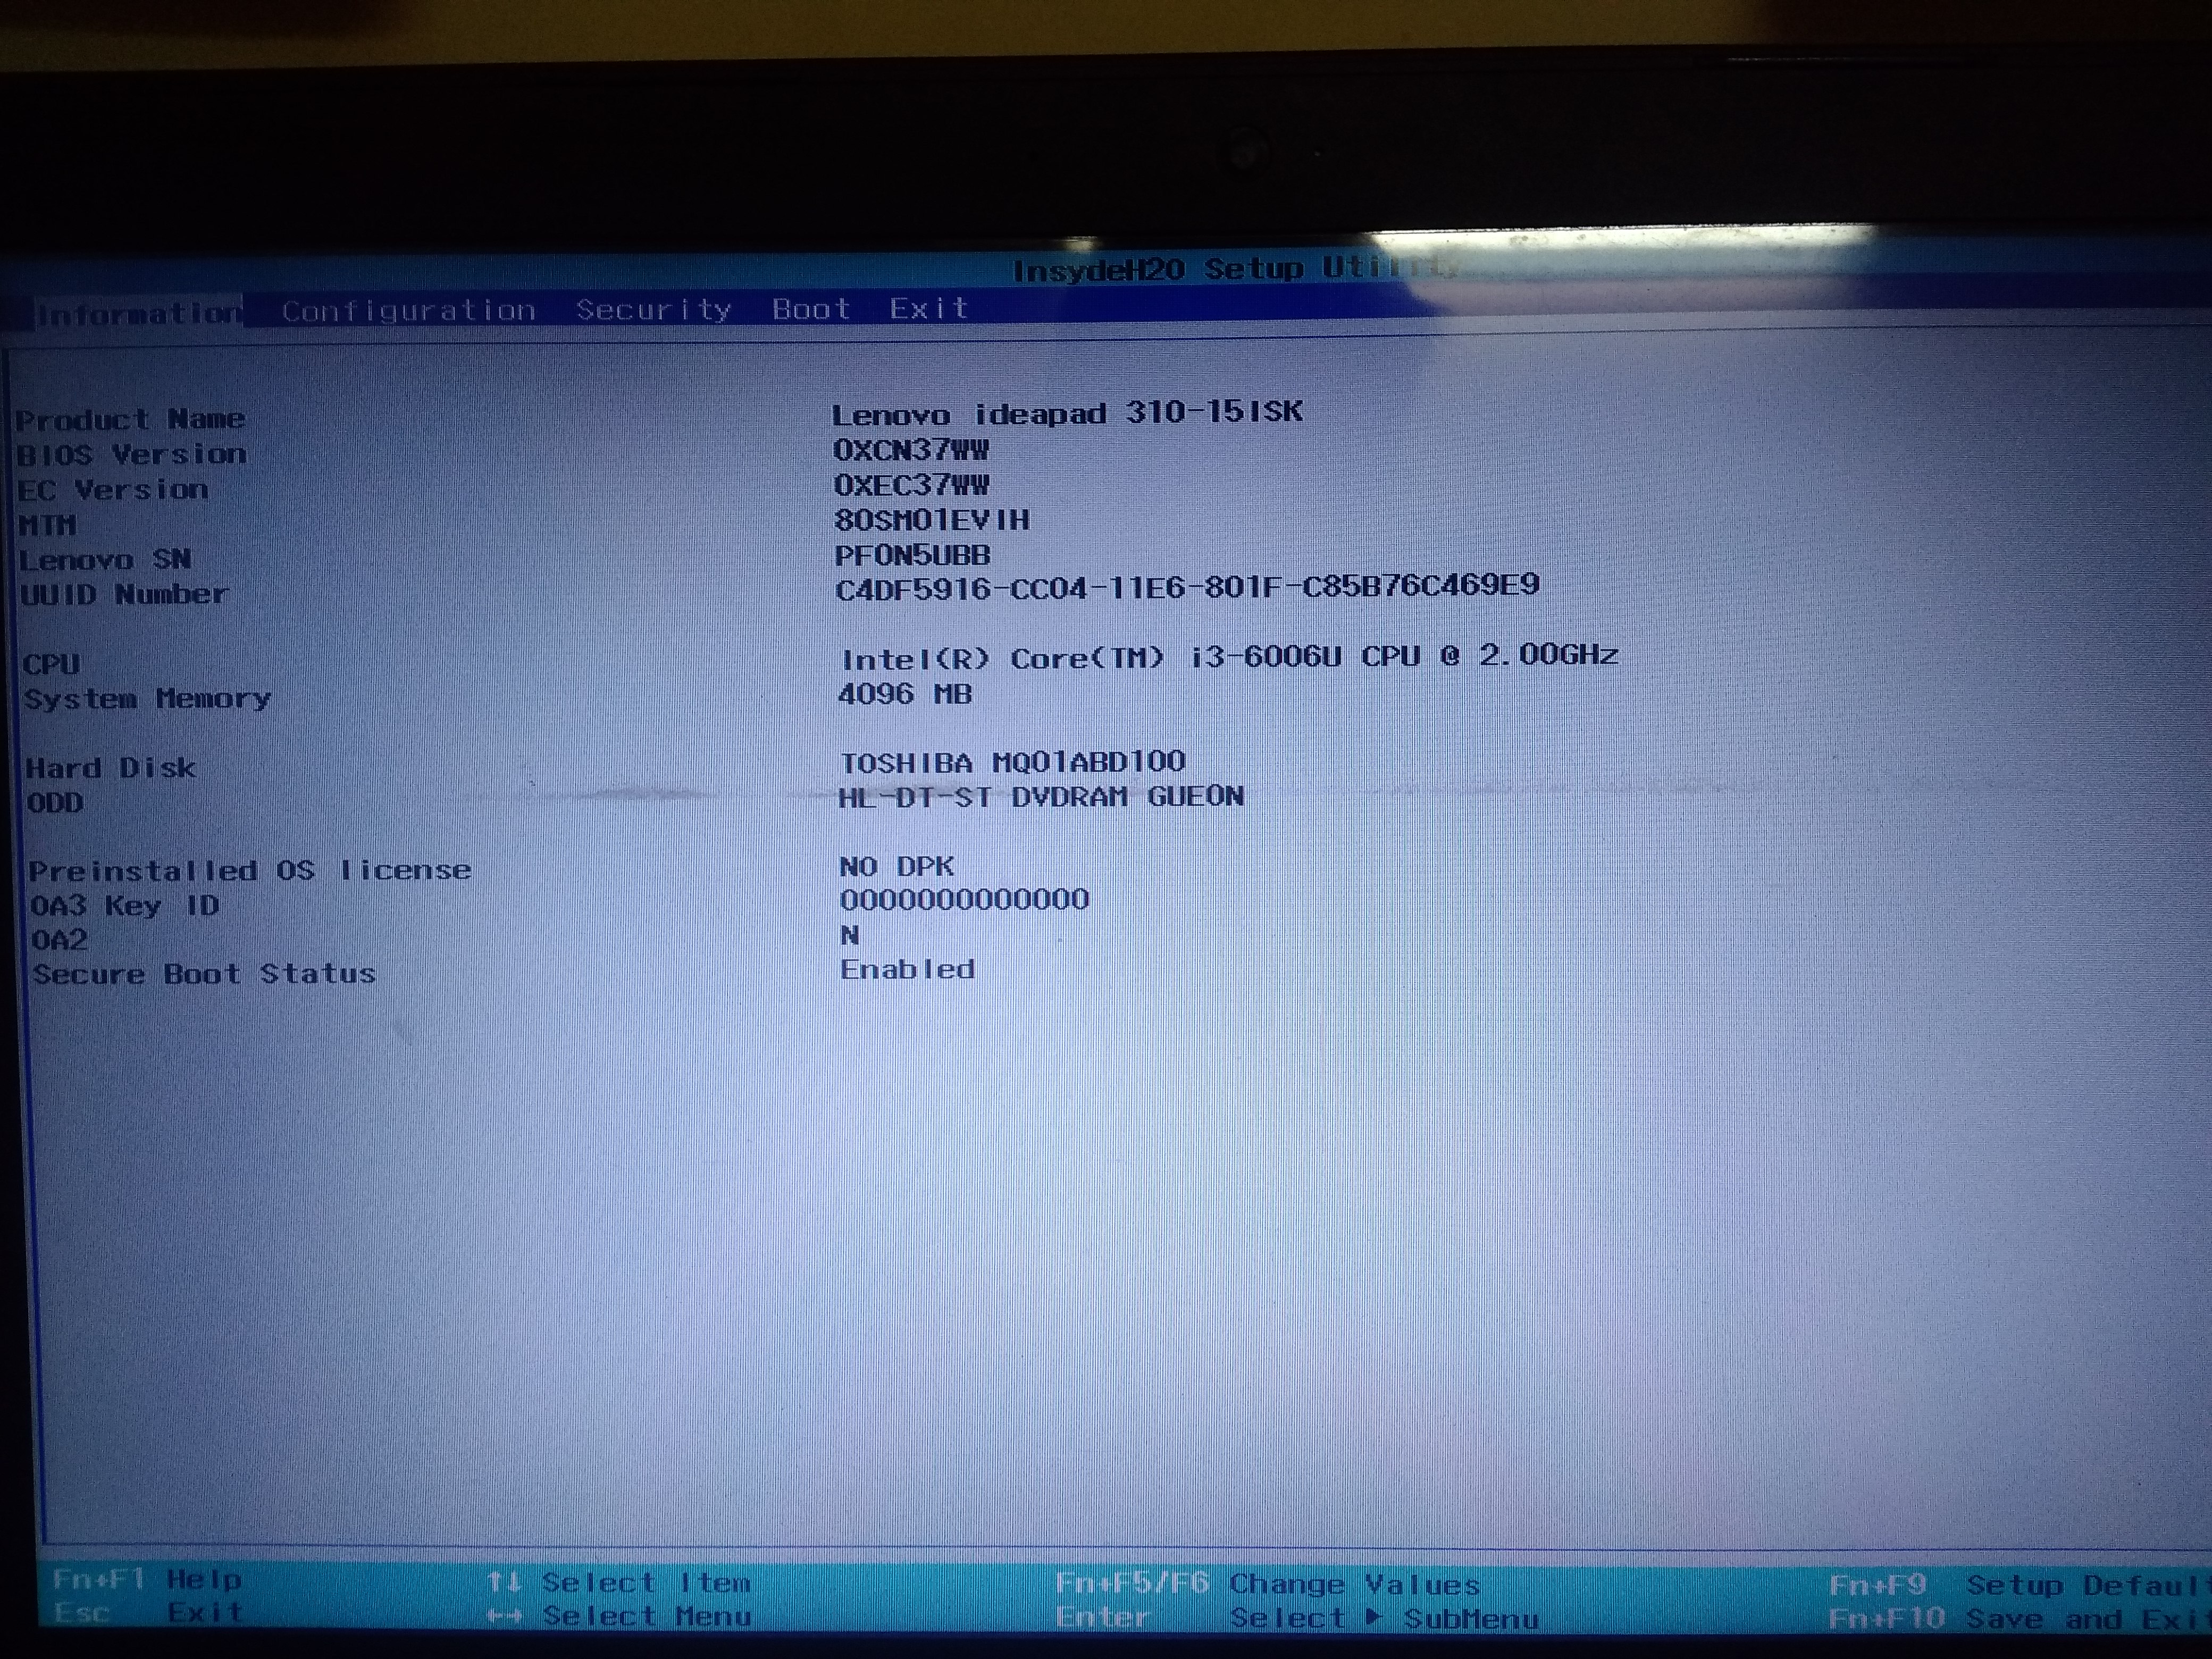 InsydeH20 Setup Utility
Information Configuration Security Boot Exit
Product Name Lenovo ideapad 310-15ISK
BIOS Version 0XCN37WW
EC Version 0XEC37WW
MTM 80SM01EVIH
Lenovo SN PF0N5UBB
UUID Number C4DF5916-CC04-11E6-801F-C85B76C469E9
CPU Intel(R) Core(TM) i3-6006U CPU @ 2.00GHz
System Memory 4096 MB
Hard Disk TOSHIBA MQ01ABD100
ODD HL-DT-ST DVDRAM GUE0N
Preinstalled OS license NO DPK
OA3 Key ID 0000000000000
OA2 N
Secure Boot Status Enabled
Fn+F1 Help ↑↓ Select Item Fn+F5/F6 Change Values Fn+F9 Setup Defaul
Esc Exit ←→ Select Menu Enter Select ► SubMenu Fn+F10 Save and Exi